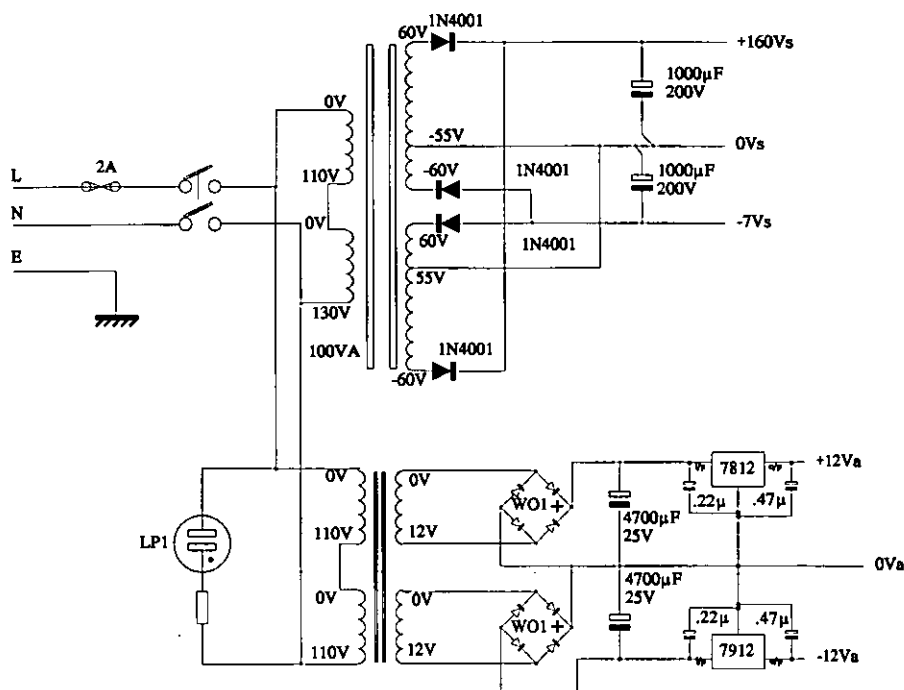 1N4001
60V
+160Vs
1000µF
200V
0V
-55V
0Vs
2A
L
110V
-60V
1N4001
1000µF
200V
N
0V
60V
1N4001
-7Vs
E
55V
130V
100VA
1N4001
-60V
0V
0V
WO1
+
7812
+12Va
.22µ
.47µ
LP1
110V
12V
4700µF
25V
0Va
4700µF
25V
0V
0V
WO1
+
.22µ
.47µ
110V
12V
7912
-12Va